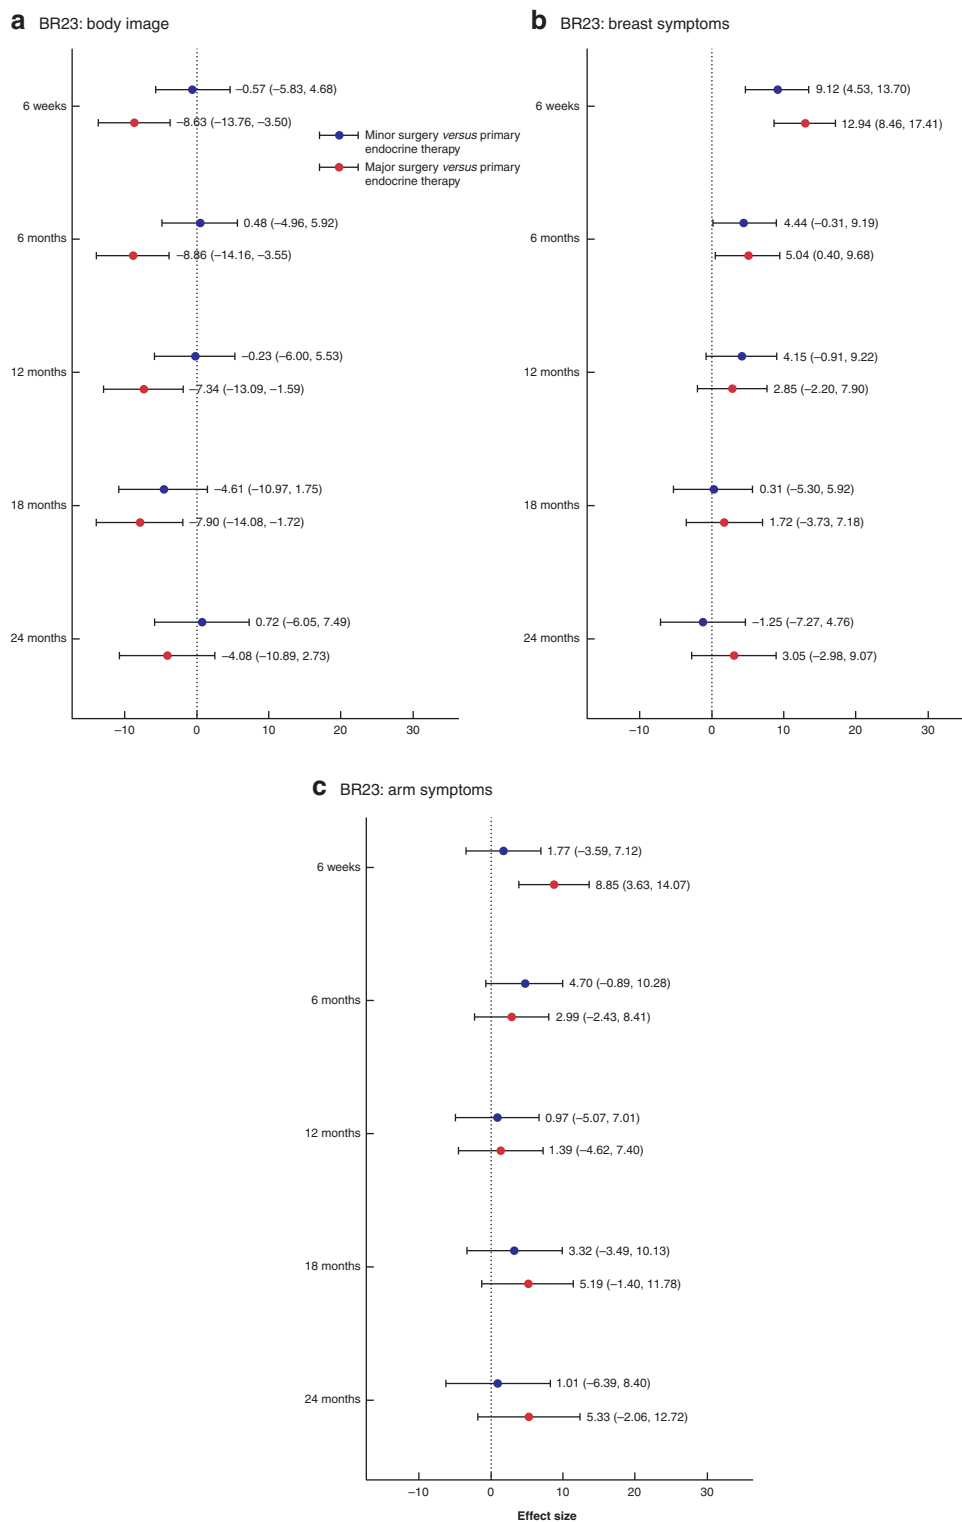 a BR23: body image
−0.57 (−5.83, 4.68)
6 weeks
−8.63 (−13.76, −3.50)
Minor surgery versus primary
endocrine therapy
Major surgery versus primary
endocrine therapy
0.48 (−4.96, 5.92)
6 months
−8.86 (−14.16, −3.55)
−0.23 (−6.00, 5.53)
12 months
−7.34 (−13.09, −1.59)
−4.61 (−10.97, 1.75)
18 months
−7.90 (−14.08, −1.72)
0.72 (−6.05, 7.49)
24 months
−4.08 (−10.89, 2.73)
−10 0 10 20 30
b BR23: breast symptoms
9.12 (4.53, 13.70)
6 weeks
12.94 (8.46, 17.41)
4.44 (−0.31, 9.19)
6 months
5.04 (0.40, 9.68)
4.15 (−0.91, 9.22)
12 months
2.85 (−2.20, 7.90)
0.31 (−5.30, 5.92)
18 months
1.72 (−3.73, 7.18)
−1.25 (−7.27, 4.76)
24 months
3.05 (−2.98, 9.07)
−10 0 10 20 30
c BR23: arm symptoms
1.77 (−3.59, 7.12)
6 weeks
8.85 (3.63, 14.07)
4.70 (−0.89, 10.28)
6 months
2.99 (−2.43, 8.41)
0.97 (−5.07, 7.01)
12 months
1.39 (−4.62, 7.40)
3.32 (−3.49, 10.13)
18 months
5.19 (−1.40, 11.78)
1.01 (−6.39, 8.40)
24 months
5.33 (−2.06, 12.72)
−10 0 10 20 30
Effect size